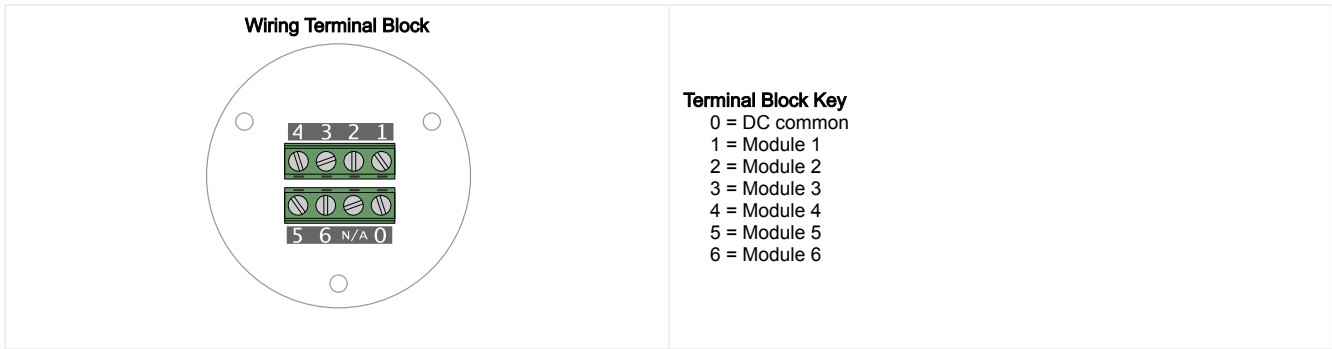 Wiring Terminal Block
4 3 2 1
5 6 N/A 0
Terminal Block Key
0 = DC common
1 = Module 1
2 = Module 2
3 = Module 3
4 = Module 4
5 = Module 5
6 = Module 6